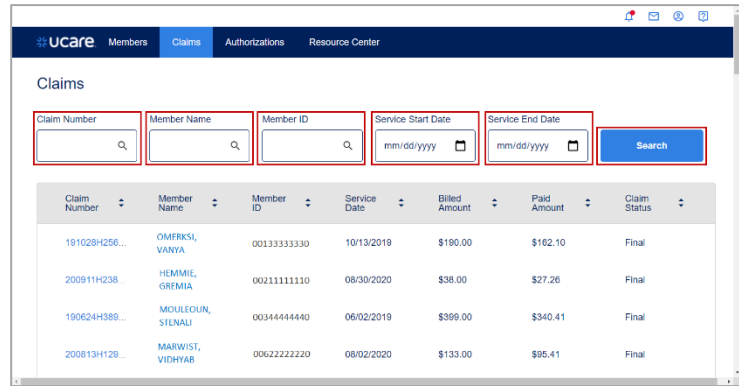 ucare. Members Claims Authorizations Resource Center
Claims
Claim Number Member Name Member ID Service Start Date Service End Date
mm/dd/yyyy mm/dd/yyyy Search
Claim Number Member Name Member ID Service Date Billed Amount Paid Amount Claim Status
191028H256... OMERKSI, VANYA 00133333330 10/13/2019 $190.00 $162.10 Final
200911H238... HEMMIE, GREMIA 00211111110 08/30/2020 $38.00 $27.26 Final
190624H389... MOULEOUN, STENALI 00344444440 06/02/2019 $399.00 $340.41 Final
200813H129... MARWIST, VIDHYAB 00622222220 08/02/2020 $133.00 $95.41 Final